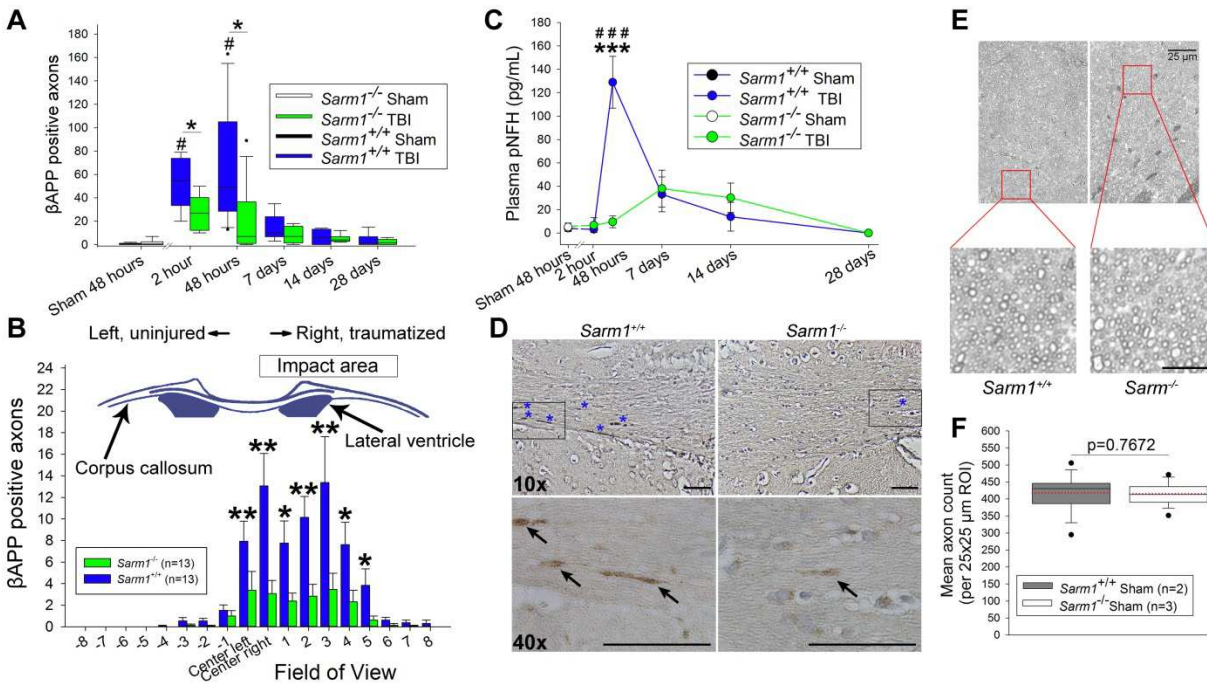 A
βAPP positive axons
180
160
140
120
100
80
60
40
20
0
*
#
#
*
Sarm1-/- Sham
Sarm1-/- TBI
Sarm1+/+ Sham
Sarm1+/+ TBI
Sham 48 hours
2 hour
48 hours
7 days
14 days
28 days
B
Left, uninjured
Right, traumatized
Impact area
Lateral ventricle
Corpus callosum
βAPP positive axons
24
22
20
18
16
14
12
10
8
6
4
2
0
** ** * ** ** * *
Sarm1-/- (n=13)
Sarm1+/+ (n=13)
-8 -7 -6 -5 -4 -3 -2 -1 Center left Center right 1 2 3 4 5 6 7 8
Field of View
C
Plasma pNFH (pg/mL)
180
160
140
120
100
80
60
40
20
0
###
***
Sarm1+/+ Sham
Sarm1+/+ TBI
Sarm1-/- Sham
Sarm1-/- TBI
Sham 48 hours
2 hour
48 hours
7 days
14 days
28 days
D
Sarm1+/+
Sarm1-/-
* * * * * *
*
10x
40x
E
25 μm
Sarm1+/+
Sarm-/-
F
Mean axon count
(per 25x25 μm ROI)
600
550
500
450
400
350
300
250
200
150
100
50
0
p=0.7672
Sarm1+/+ Sham (n=2)
Sarm1-/-Sham (n=3)